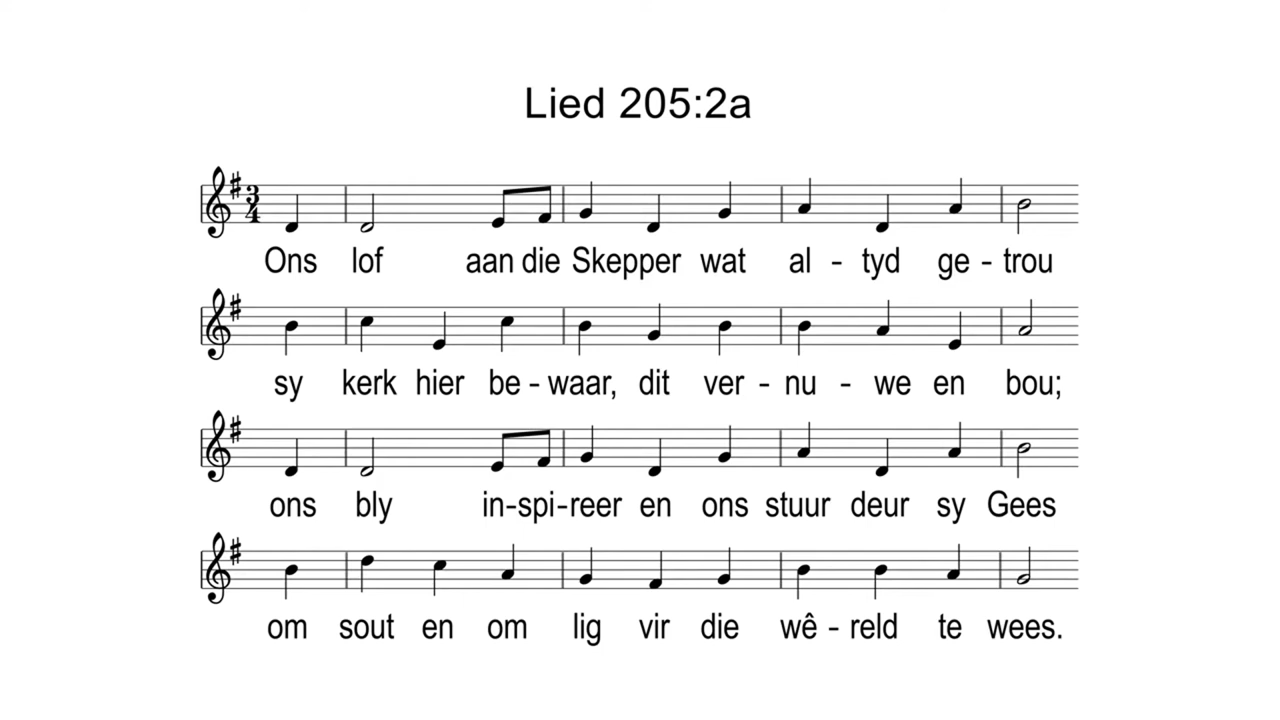 Lied 205:2a
3
4
Ons lof aan die Skepper wat al - tyd ge - trou
sy kerk hier be - waar, dit ver - nu - we en bou;
ons bly in-spi-reer en ons stuur deur sy Gees
om sout en om lig vir die wê - reld te wees.